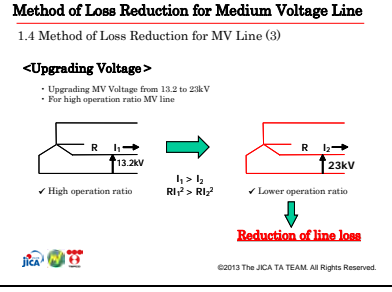 Method of Loss Reduction for Medium Voltage Line
1.4 Method of Loss Reduction for MV Line (3)
<Upgrading Voltage>
・Upgrading MV Voltage from 13.2 to 23kV
・For high operation ratio MV line
R I₁
13.2kV
✓ High operation ratio
I₁ > I₂
RI₁² > RI₂²
R I₂
23kV
✓ Lower operation ratio
Reduction of line loss
jica
©2013 The JICA TA TEAM. All Rights Reserved.